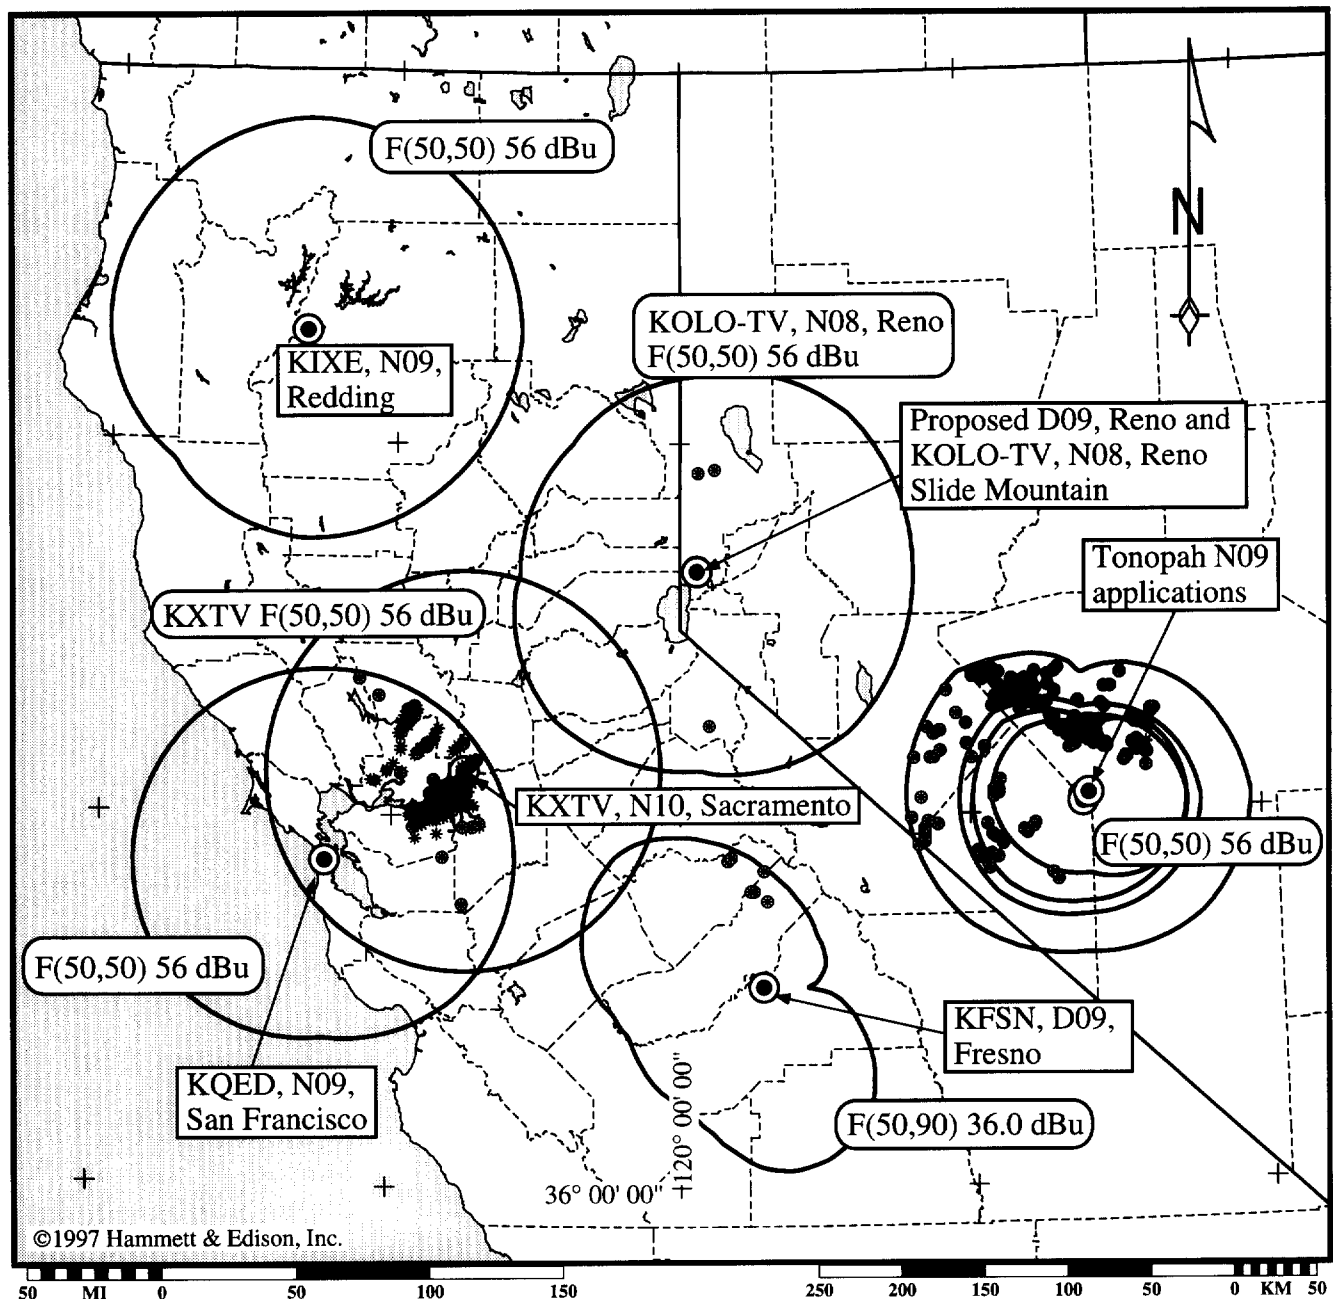 F(50,50) 56 dBu
N
KOLO-TV, N08, Reno
F(50,50) 56 dBu
KIXE, N09,
Redding
Proposed D09, Reno and
KOLO-TV, N08, Reno
Slide Mountain
Tonopah N09
applications
KXTV F(50,50) 56 dBu
KXTV, N10, Sacramento
F(50,50) 56 dBu
F(50,50) 56 dBu
KFSN, D09,
Fresno
KQED, N09,
San Francisco
F(50,90) 36.0 dBu
120° 00' 00"
36° 00' 00"
©1997 Hammett & Edison, Inc.
50 MI 0 50 100 150 250 200 150 100 50 0 KM 50